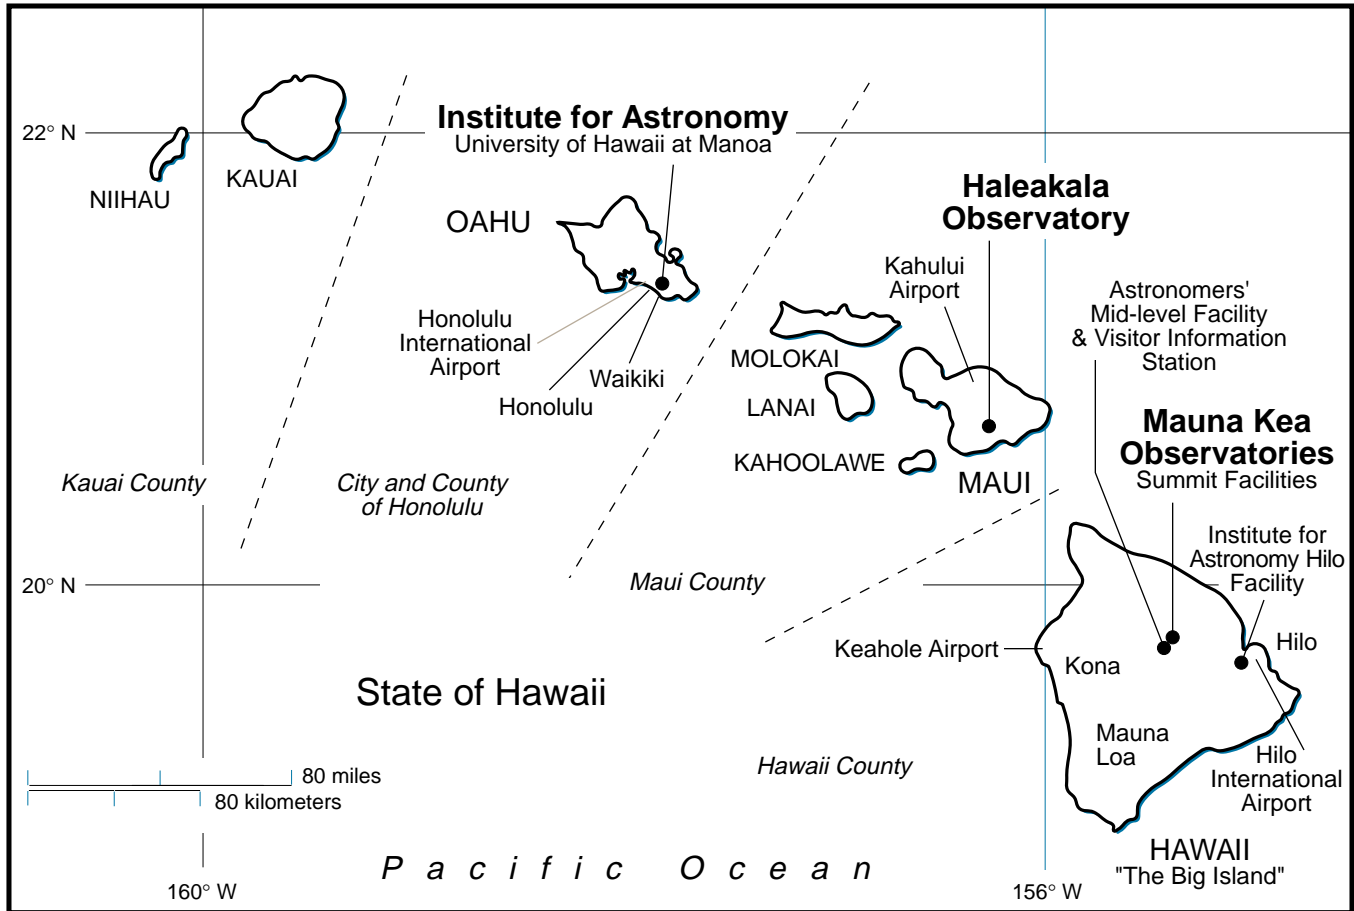 22° N
NIIHAU
KAUAI
Institute for Astronomy
University of Hawaii at Manoa
OAHU
Honolulu
International
Airport
Waikiki
Honolulu
Haleakala
Observatory
Kahului
Airport
MOLOKAI
LANAI
KAHOOLAWE
MAUI
Astronomers'
Mid-level Facility
& Visitor Information
Station
Mauna Kea
Observatories
Summit Facilities
Institute for
Astronomy Hilo
Facility
Kauai County
City and County
of Honolulu
Maui County
20° N
Keahole Airport
Kona
Hilo
State of Hawaii
Mauna
Loa
Hawaii County
Hilo
International
Airport
80 miles
80 kilometers
HAWAII
"The Big Island"
Pacific Ocean
160° W
156° W